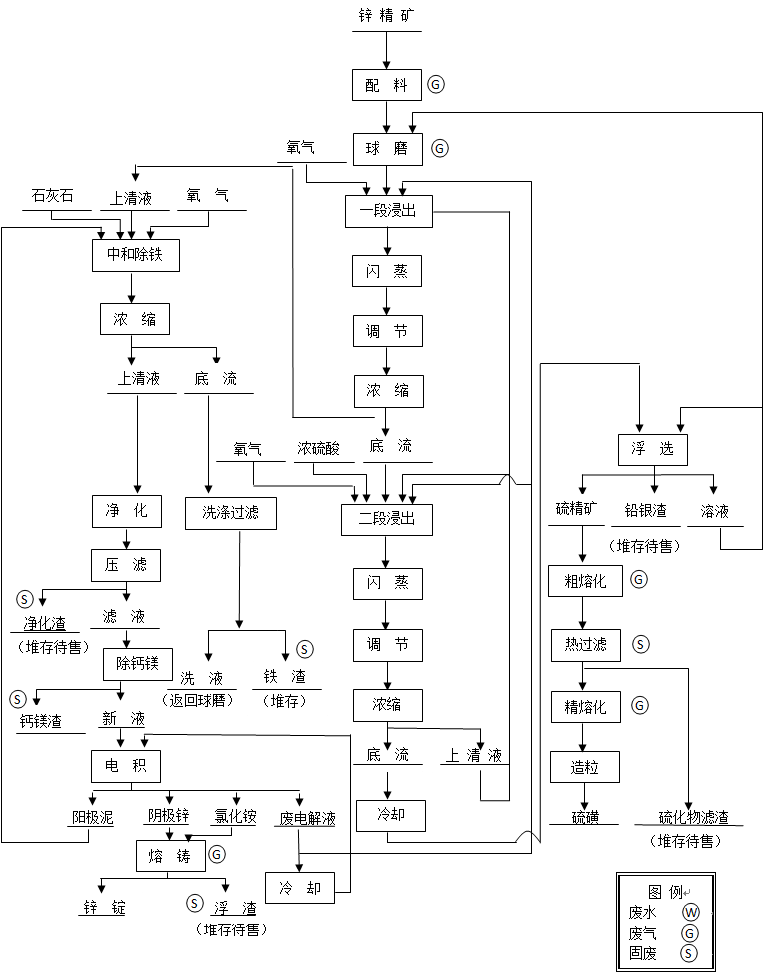 锌 精 矿
配 料 G
球 磨 G
氧气
石灰石
上清液
氧 气
一段浸出
中和除铁
闪 蒸
浓 缩
调 节
上清液
底 流
浓 缩
底 流
氧气
浓硫酸
浮 选
净 化
洗涤过滤
二段浸出
硫精矿
铅银渣
溶液
(堆存待售)
压 滤
闪 蒸
粗熔化 G
S
净化渣
(堆存待售)
滤 液
除钙镁
调 节
热过滤 S
S
洗 液
(返回球磨)
铁 渣
(堆存)
S
钙镁渣
新 液
浓缩
精熔化 G
电 积
底 流
上 清 液
造粒
阳极泥
阴极锌
氯化铵
废电解液
冷却
硫磺
硫化物滤渣
(堆存待售)
熔 铸 G
冷 却
锌 锭
S
浮 渣
(堆存待售)
图 例
废水 W
废气 G
固废 S